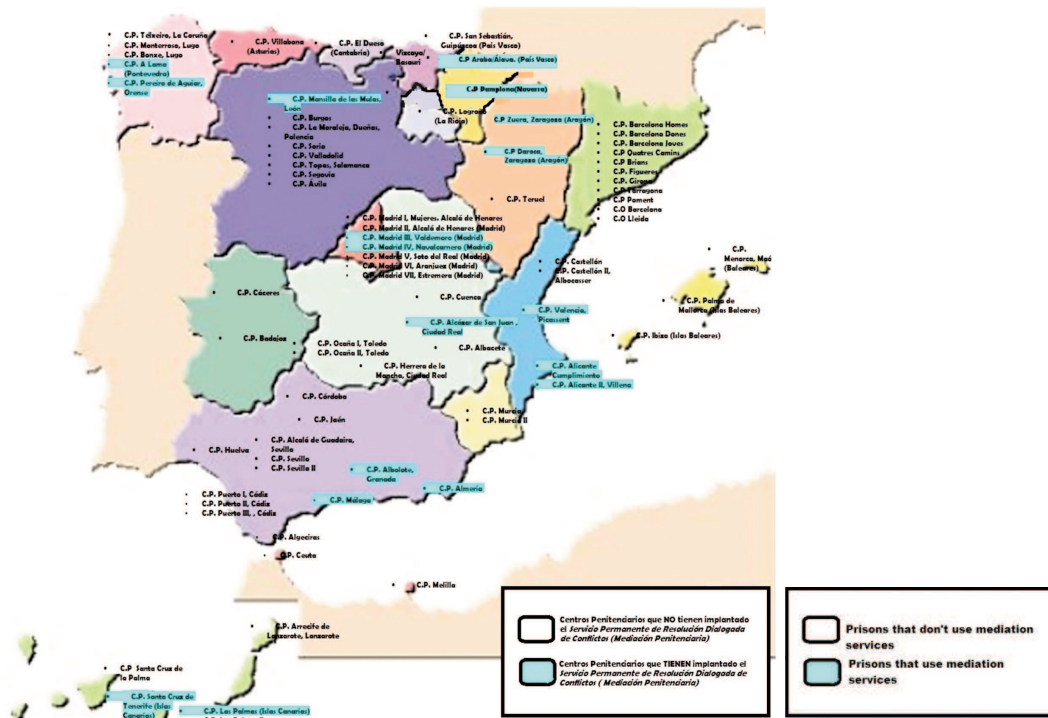 C.P. Teixeiro, La Coruña
C.P. Monterroso, Lugo
C.P. Bonxe, Lugo
C.P. A Lama
(Pontevedra)
C.P. Pereiro de Aguiar,
Orense
C.P. Villabona
(Asturias)
C.P. El Dueso
(Cantabria)
Vizcaya/
Basauri
C.P. San Sebastián,
Guipúzcoa (País Vasco)
C.P Araba/Alava. (País Vasco)
C.P Pamplona(Navarra)
C.P. Logroño
(La Rioja)
C.P Zuera, Zaragoza (Aragón)
C.P Daroca,
Zaragoza (Aragón)
C.P. Teruel
C.P. Mansilla de las Mulas,
León
C.P. Burgos
C.P. La Moraleja, Dueñas,
Palencia
C.P. Soria
C.P. Valladolid
C.P. Topas, Salamanca
C.P. Segovia
C.P. Ávila
C.P. Barcelona Homes
C.P. Barcelona Dones
C.P. Barcelona Joves
C.P Quatres Camins
C.P Brians
C.P. Figueres
C.P. Girona
C.P Tarragona
C.P Ponent
C.O Barcelona
C.O Lleida
C.P. Madrid I, Mujeres. Alcalá de Henares
C.P. Madrid II, Alcalá de Henares (Madrid)
C.P. Madrid III, Valdemoro (Madrid)
C.P. Madrid IV, Navalcarnero (Madrid)
C.P. Madrid V, Soto del Real (Madrid)
C.P. Madrid VI, Aranjuez (Madrid)
C.P. Madrid VII, Estremera (Madrid)
C.P. Castellón
C.P. Castellón II,
Albocasser
C.P. Valencia,
Picassent
C.P. Alicante
Cumplimiento
C.P. Alicante II, Villena
C.P.
Menorca, Maó
(Baleares)
C.P. Palma de
Mallorca (Islas Baleares)
C.P. Ibiza (Islas Baleares)
C.P. Cáceres
C.P. Badajoz
C.P. Cuenca
C.P. Alcázar de San Juan ,
Ciudad Real
C.P. Ocaña I, Toledo
C.P. Ocaña II, Toledo
C.P. Albacete
C.P. Herrera de la
Mancha, Ciudad Real
C.P. Murcia
C.P. Murcia II
C.P. Córdoba
C.P. Jaén
C.P. Huelva
C.P. Alcalá de Guadaira,
Sevilla
C.P. Sevilla
C.P. Sevilla II
C.P. Albolote,
Granada
C.P. Almería
C.P. Málaga
C.P. Puerto I, Cádiz
C.P. Puerto II, Cádiz
C.P. Puerto III, , Cádiz
C.P. Algeciras
C.P. Ceuta
C.P. Melilla
C.P. Arrecife de
Lanzarote, Lanzarote
C.P Santa Cruz de
la Palma
C.P. Santa Cruz de
Tenerife (Islas
Canarias)
C.P. Las Palmas (Islas Canarias)
Centros Penitenciarios que NO tienen implantado
el Servicio Permanente de Resolución Dialogada
de Conflictos (Mediación Penitenciaria)
Centros Penitenciarios que TIENEN implantado el
Servicio Permanente de Resolución Dialogada de
Conflictos ( Mediación Penitenciaria)
Prisons that don't use mediation
services
Prisons that use mediation
services